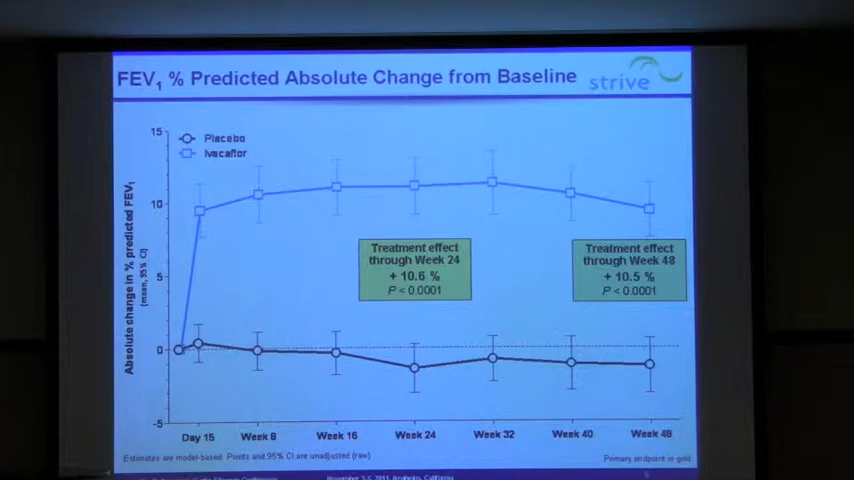 FEV1 % Predicted Absolute Change from Baseline
strive
15
Placebo
Ivacaftor
10
5
0
-5
Absolute change in % predicted FEV1
(mean, 95% CI)
Treatment effect
through Week 24
+ 10.6 %
P < 0.0001
Treatment effect
through Week 48
+ 10.5 %
P < 0.0001
Day 15
Week 8
Week 16
Week 24
Week 32
Week 40
Week 48
Estimates are model-based. Points and 95% CI are unadjusted (raw)
Primary endpoint in gold
November 3-5, 2011, Anaheim, California